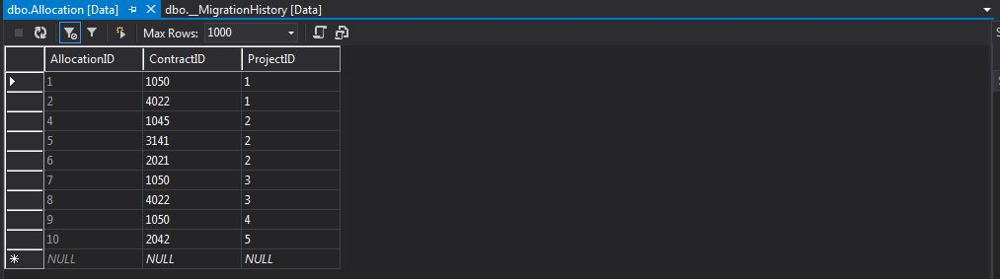 dbo.Allocation [Data] dbo.__MigrationHistory [Data]
Max Rows: 1000
AllocationID ContractID ProjectID
1 1050 1
2 4022 1
4 1045 2
5 3141 2
6 2021 2
7 1050 3
8 4022 3
9 1050 4
10 2042 5
NULL NULL NULL